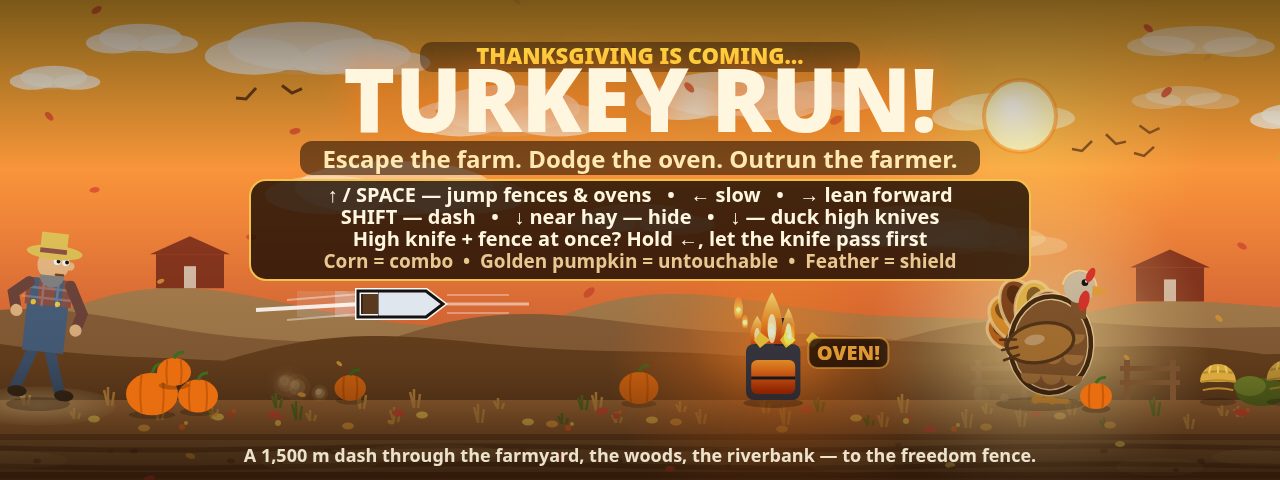 THANKSGIVING IS COMING...
TURKEY RUN!
Escape the farm. Dodge the oven. Outrun the farmer.
↑ / SPACE — jump fences & ovens • ← slow • → lean forward
SHIFT — dash • ↓ near hay — hide • ↓ — duck high knives
High knife + fence at once? Hold ←, let the knife pass first
Corn = combo • Golden pumpkin = untouchable • Feather = shield
OVEN!
A 1,500 m dash through the farmyard, the woods, the riverbank — to the freedom fence.